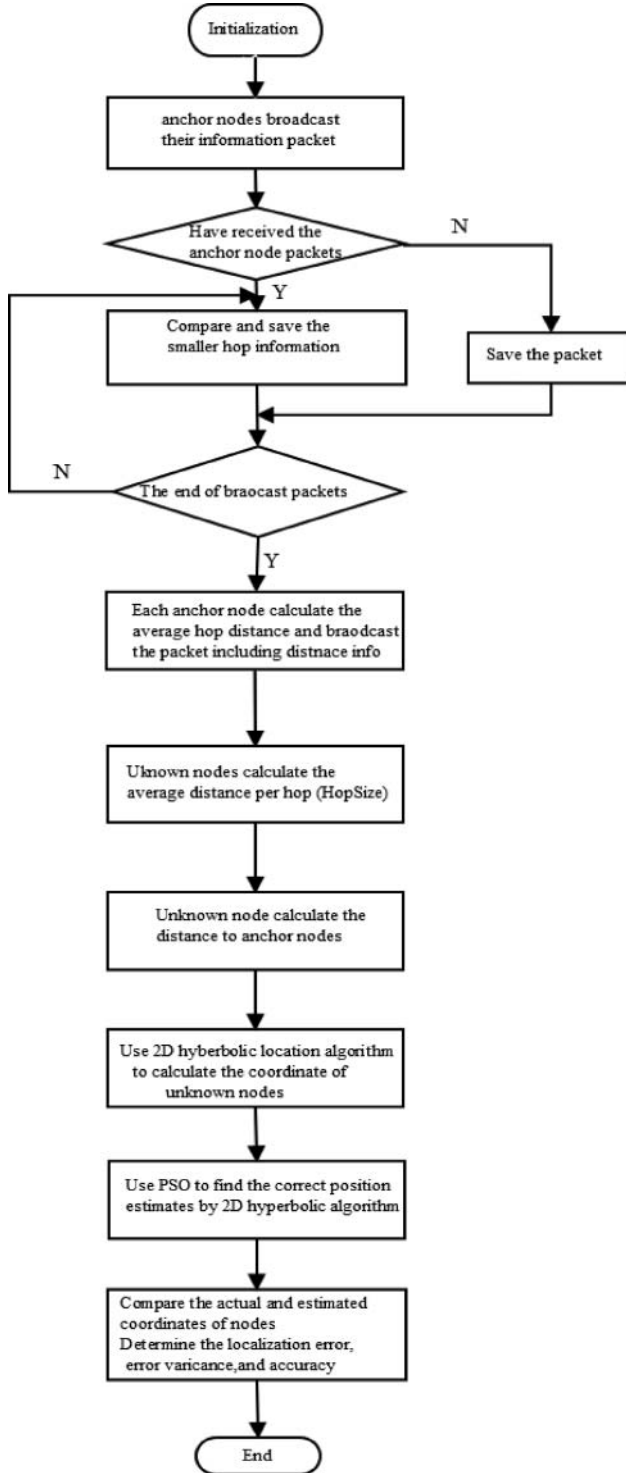 Initialization
anchor nodes broadcast
their information packet
Have received the
anchor node packets
N
Y
Compare and save the
smaller hop information
Save the packet
N
The end of braocast packets
Y
Each anchor node calculate the
average hop distance and braodcast
the packet including distnace info
Uknown nodes calculate the
average distance per hop (HopSize)
Unknown node calculate the
distance to anchor nodes
Use 2D hyberbolic location algorithm
to calculate the coordinate of
unknown nodes
Use PSO to find the correct position
estimates by 2D hyperbolic algorithm
Compare the actual and estimated
coordinates of nodes
Determine the localization error,
error varicance,and accuracy
End